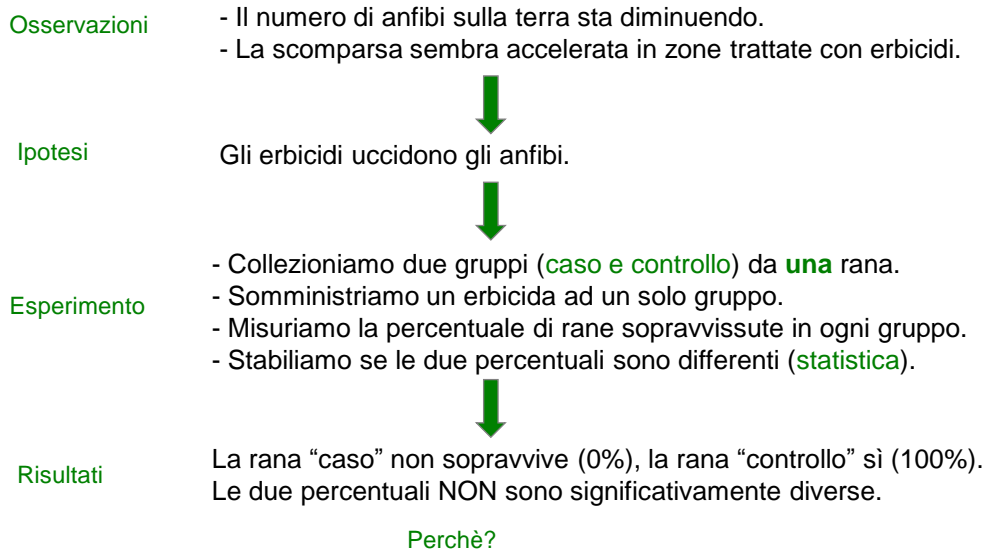 Osservazioni
- Il numero di anfibi sulla terra sta diminuendo.
- La scomparsa sembra accelerata in zone trattate con erbicidi.
Ipotesi
Gli erbicidi uccidono gli anfibi.
Esperimento
- Collezioniamo due gruppi (caso e controllo) da una rana.
- Somministriamo un erbicida ad un solo gruppo.
- Misuriamo la percentuale di rane sopravvissute in ogni gruppo.
- Stabiliamo se le due percentuali sono differenti (statistica).
Risultati
La rana “caso” non sopravvive (0%), la rana “controllo” sì (100%).
Le due percentuali NON sono significativamente diverse.
Perchè?